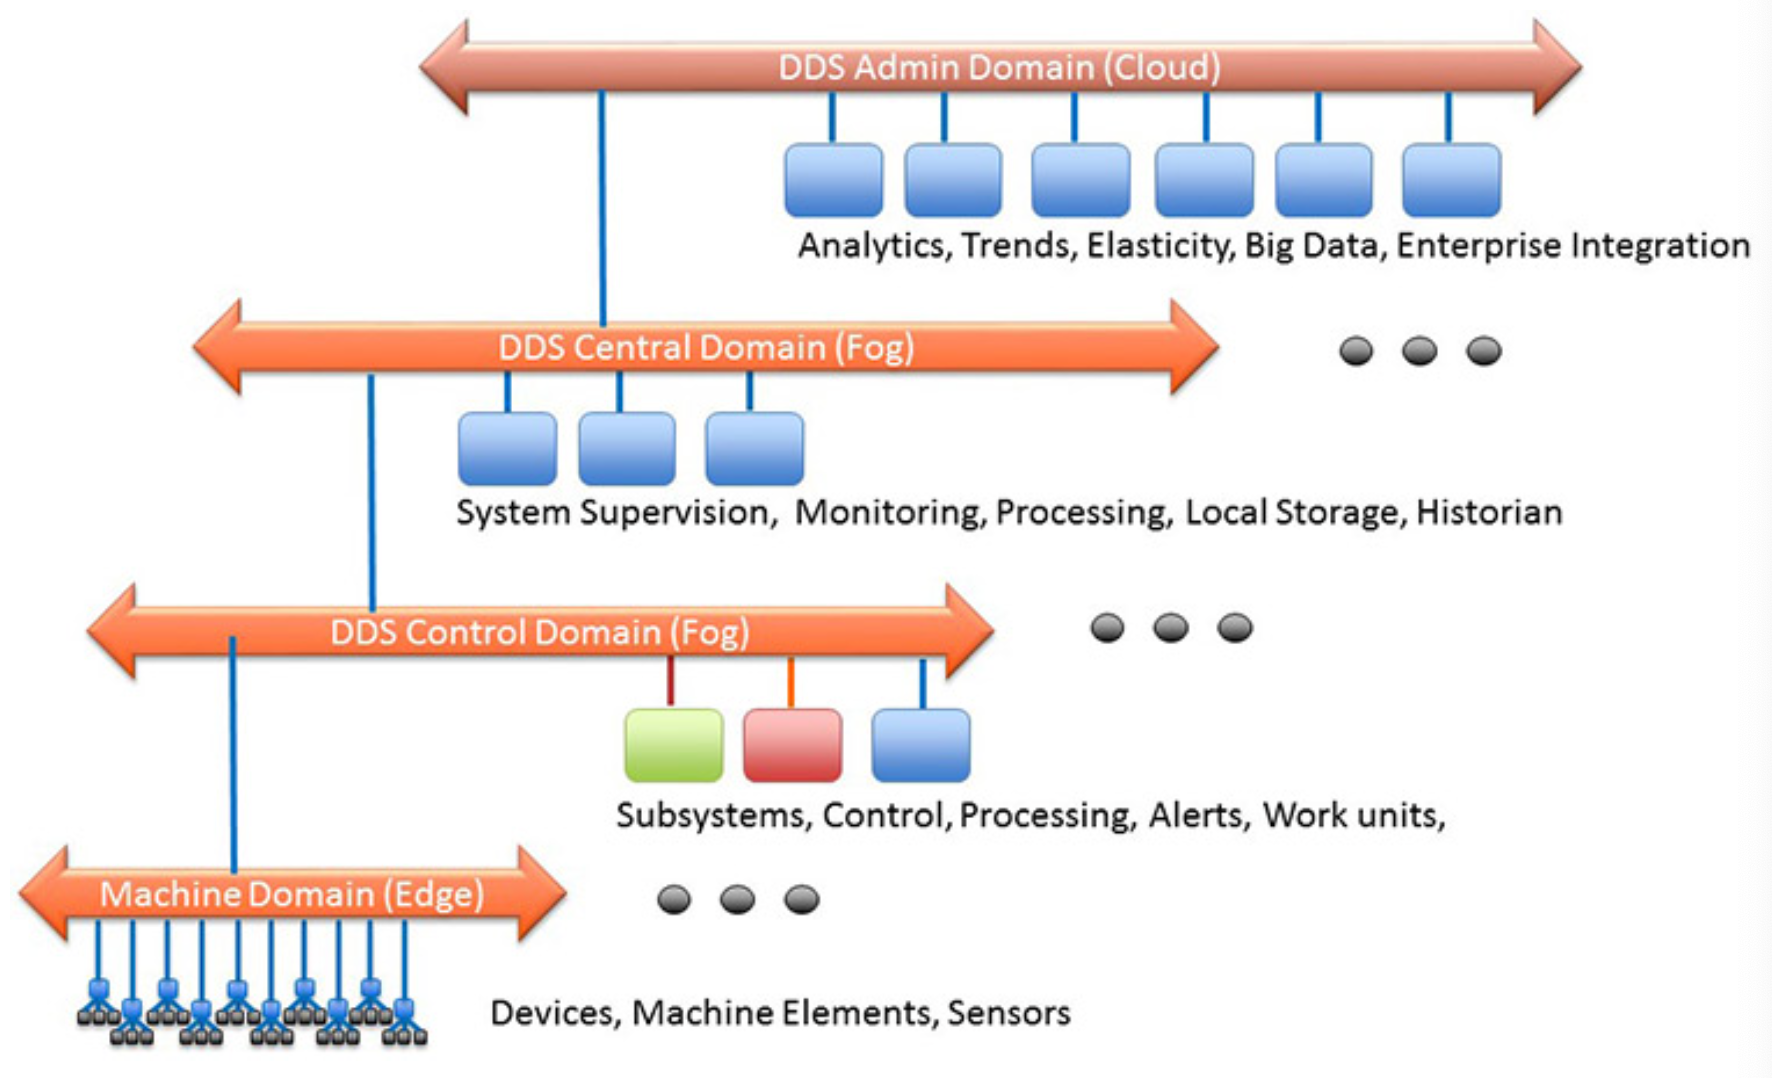 DDS Admin Domain (Cloud)
Analytics, Trends, Elasticity, Big Data, Enterprise Integration
DDS Central Domain (Fog)
System Supervision, Monitoring, Processing, Local Storage, Historian
DDS Control Domain (Fog)
Subsystems, Control, Processing, Alerts, Work units,
Machine Domain (Edge)
Devices, Machine Elements, Sensors